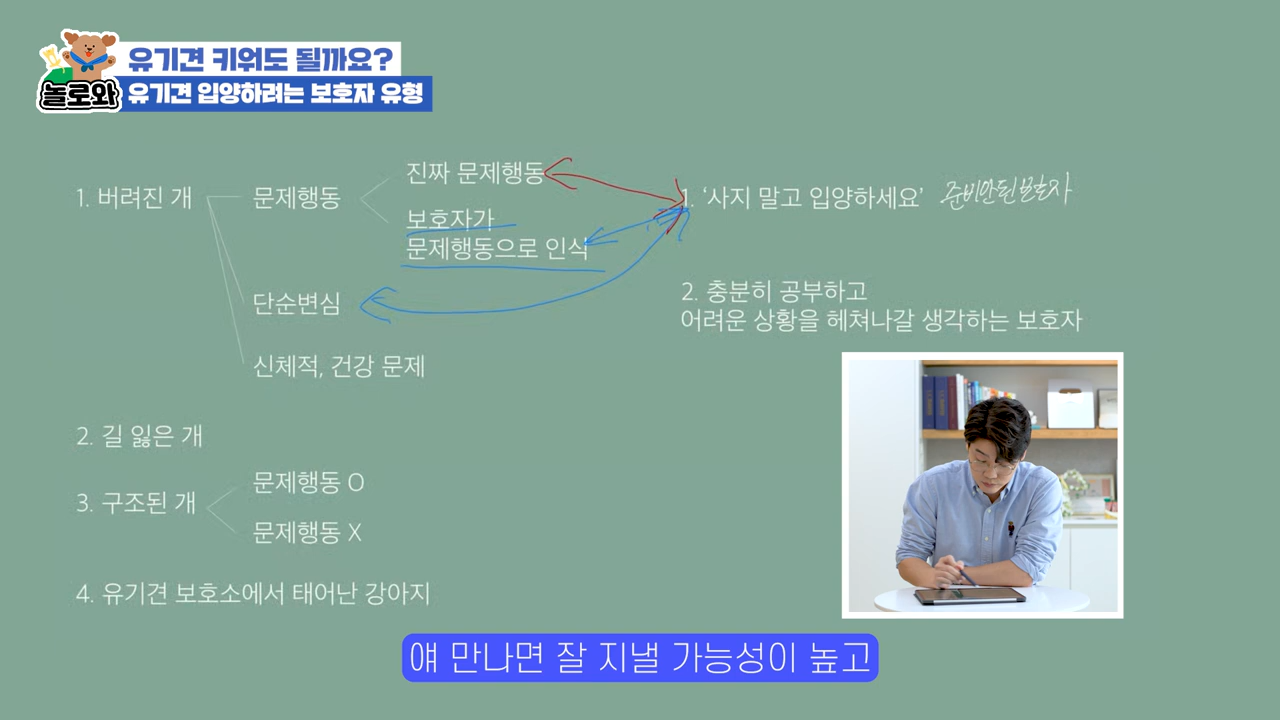 유기견 키워도 될까요?
놀로와
유기견 입양하려는 보호자 유형
1. 버려진 개
문제행동
진짜 문제행동
보호자가
문제행동으로 인식
단순변심
신체적, 건강 문제
2. 길 잃은 개
3. 구조된 개
문제행동 O
문제행동 X
4. 유기견 보호소에서 태어난 강아지
1. ‘사지 말고 입양하세요’ 준비안된보호자
2. 충분히 공부하고
어려운 상황을 헤쳐나갈 생각하는 보호자
얘 만나면 잘 지낼 가능성이 높고